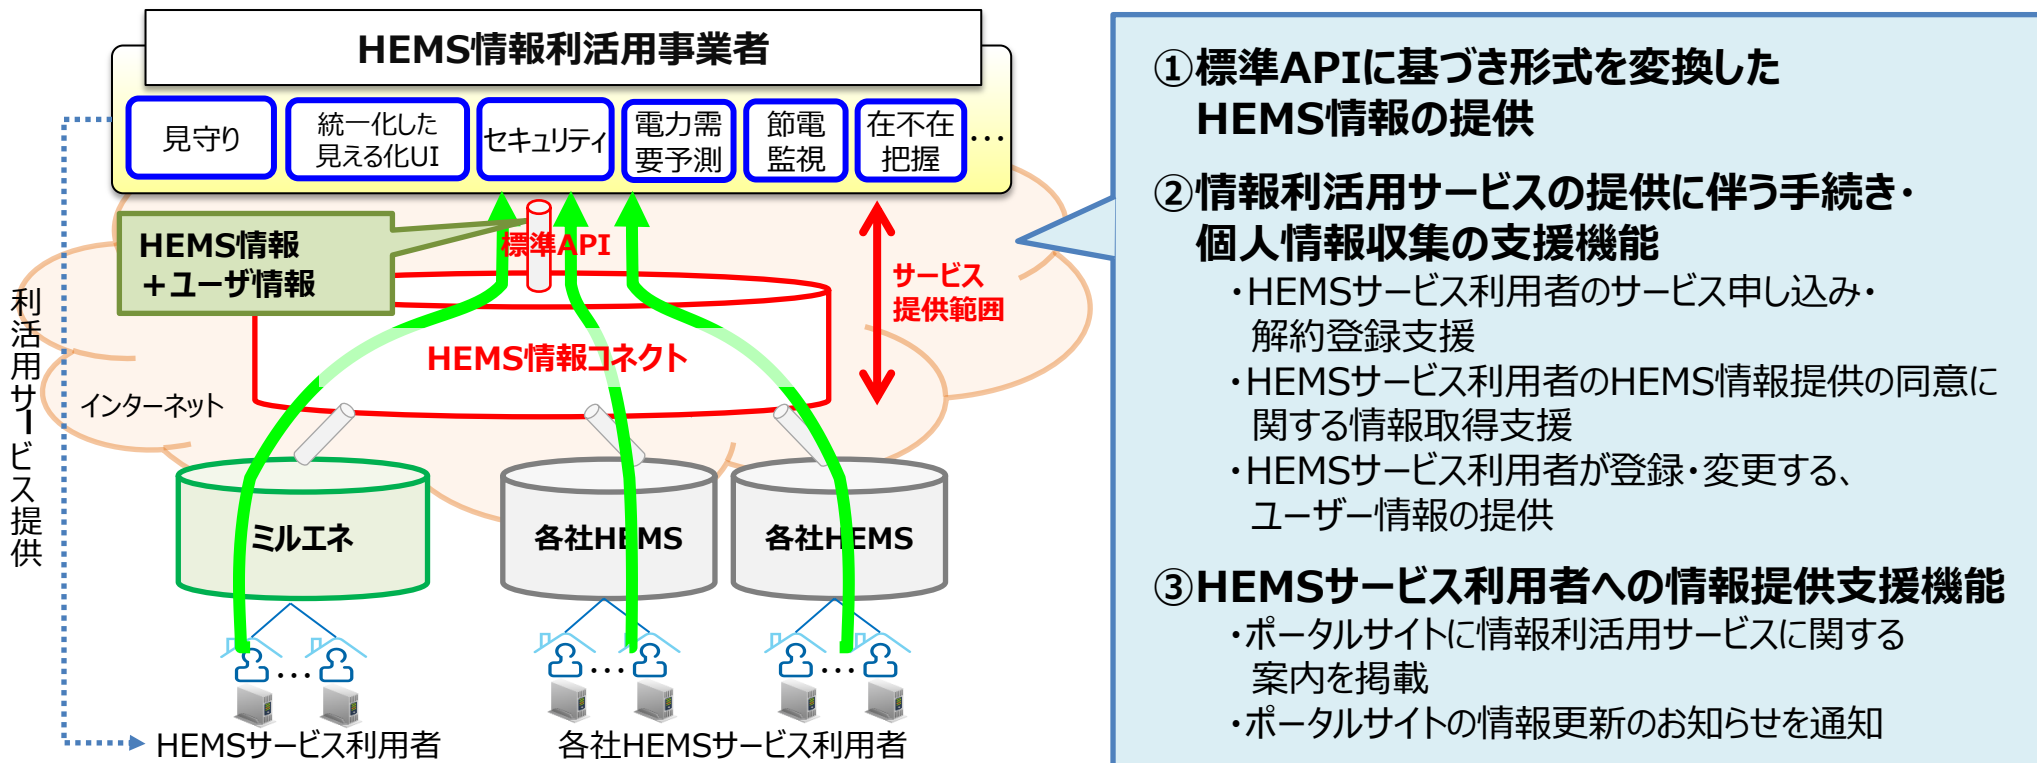 HEMS情報利活用事業者
見守り
統一化した
見える化UI
セキュリティ
電力需
要予測
節電
監視
在不在
把握
…
HEMS情報
＋ユーザ情報
標準API
サービス
提供範囲
HEMS情報コネクト
インターネット
利活用サービス提供
ミルエネ
各社HEMS
各社HEMS
…
…
…
HEMSサービス利用者
各社HEMSサービス利用者
①標準APIに基づき形式を変換した
HEMS情報の提供
②情報利活用サービスの提供に伴う手続き・
個人情報収集の支援機能
・HEMSサービス利用者のサービス申し込み・
解約登録支援
・HEMSサービス利用者のHEMS情報提供の同意に
関する情報取得支援
・HEMSサービス利用者が登録・変更する、
ユーザー情報の提供
③HEMSサービス利用者への情報提供支援機能
・ポータルサイトに情報利活用サービスに関する
案内を掲載
・ポータルサイトの情報更新のお知らせを通知